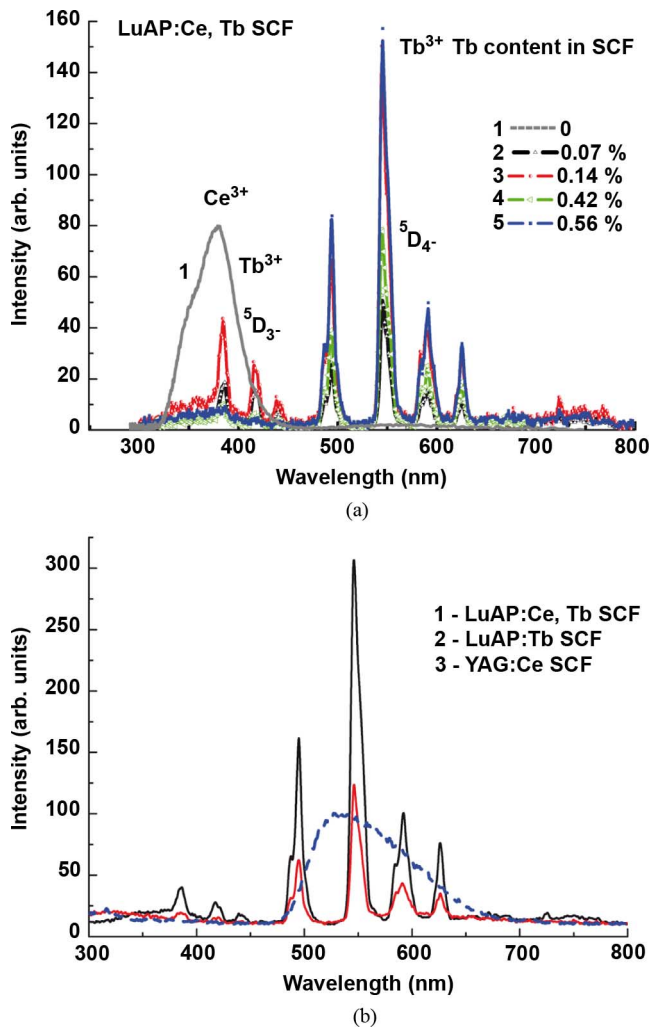 LuAP:Ce, Tb SCF
Tb3+ Tb content in SCF
1 0
2 0.07 %
3 0.14 %
4 0.42 %
5 0.56 %
Ce3+
1
Tb3+
5D3-
5D4-
Intensity (arb. units)
160
140
120
100
80
60
40
20
0
300 400 500 600 700 800
Wavelength (nm)
(a)
1 - LuAP:Ce, Tb SCF
2 - LuAP:Tb SCF
3 - YAG:Ce SCF
Intensity (arb. units)
300
250
200
150
100
50
0
300 400 500 600 700 800
Wavelength (nm)
(b)